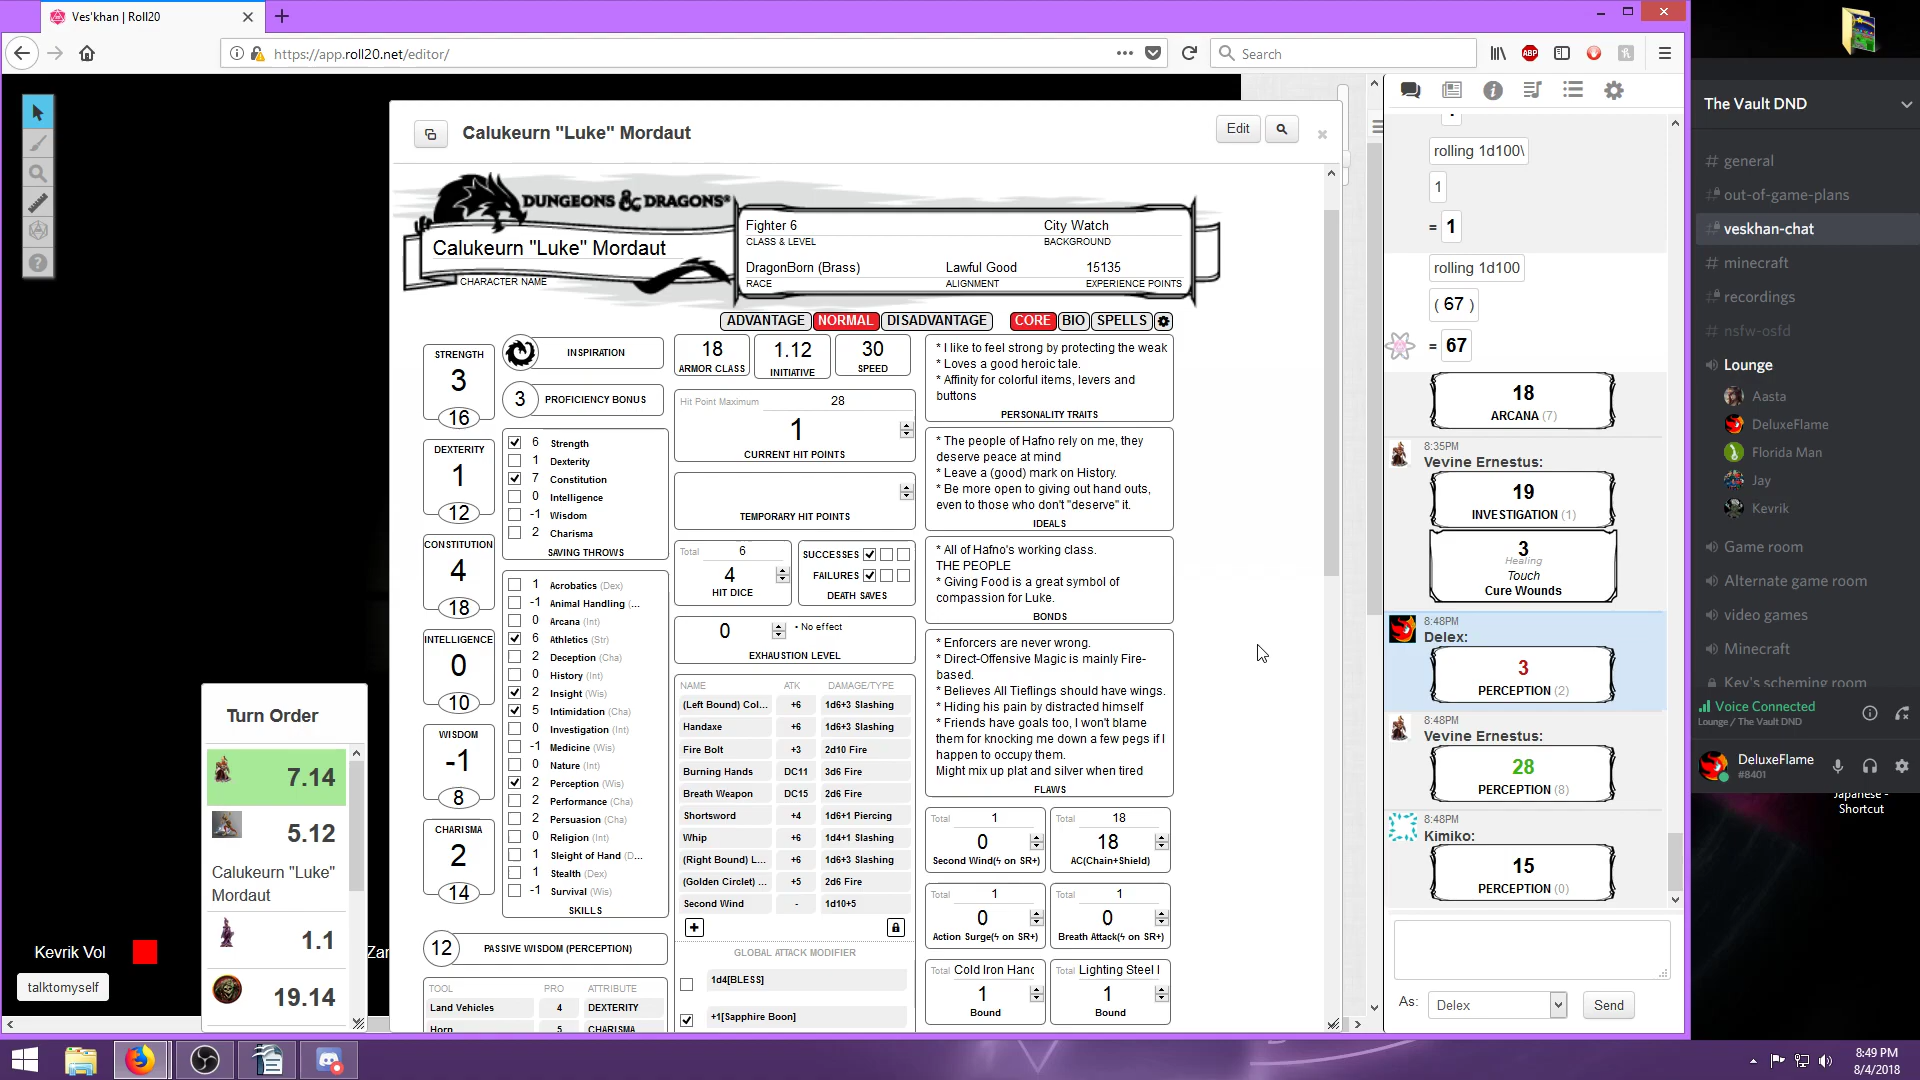 Ves'khan | Roll20
https://app.roll20.net/editor/
Search
ABP
Calukeurn "Luke" Mordaut
Edit
DUNGEONS & DRAGONS®
Calukeurn "Luke" Mordaut
CHARACTER NAME
Fighter 6
City Watch
CLASS & LEVEL
BACKGROUND
DragonBorn (Brass)
Lawful Good
15135
RACE
ALIGNMENT
EXPERIENCE POINTS
ADVANTAGE NORMAL DISADVANTAGE CORE BIO SPELLS
STRENGTH
3
16
DEXTERITY
1
12
CONSTITUTION
4
18
INTELLIGENCE
0
10
WISDOM
-1
8
CHARISMA
2
14
INSPIRATION
3 PROFICIENCY BONUS
6 Strength
1 Dexterity
7 Constitution
0 Intelligence
-1 Wisdom
2 Charisma
SAVING THROWS
1 Acrobatics (Dex)
-1 Animal Handling (...
0 Arcana (Int)
6 Athletics (Str)
2 Deception (Cha)
0 History (Int)
2 Insight (Wis)
5 Intimidation (Cha)
0 Investigation (Int)
-1 Medicine (Wis)
0 Nature (Int)
2 Perception (Wis)
2 Performance (Cha)
2 Persuasion (Cha)
0 Religion (Int)
1 Sleight of Hand (D...
1 Stealth (Dex)
-1 Survival (Wis)
SKILLS
12 PASSIVE WISDOM (PERCEPTION)
TOOL PRO ATTRIBUTE
Land Vehicles 4 DEXTERITY
Horn 5 CHARISMA
18
ARMOR CLASS
1.12
INITIATIVE
30
SPEED
Hit Point Maximum 28
1
CURRENT HIT POINTS
TEMPORARY HIT POINTS
Total 6
4
HIT DICE
SUCCESSES
FAILURES
DEATH SAVES
0 • No effect
EXHAUSTION LEVEL
NAME ATK DAMAGE/TYPE
(Left Bound) Col... +6 1d6+3 Slashing
Handaxe +6 1d6+3 Slashing
Fire Bolt +3 2d10 Fire
Burning Hands DC11 3d6 Fire
Breath Weapon DC15 2d6 Fire
Shortsword +4 1d6+1 Piercing
Whip +6 1d4+1 Slashing
(Right Bound) L... +6 1d6+3 Slashing
(Golden Circlet) ... +5 2d6 Fire
Second Wind - 1d10+5
GLOBAL ATTACK MODIFIER
1d4[BLESS]
+1[Sapphire Boon]
* I like to feel strong by protecting the weak
* Loves a good heroic tale.
* Affinity for colorful items, levers and
buttons
PERSONALITY TRAITS
* The people of Hafno rely on me, they
deserve peace at mind
* Leave a (good) mark on History.
* Be more open to giving out hand outs,
even to those who don't "deserve" it.
IDEALS
* All of Hafno's working class.
THE PEOPLE
* Giving Food is a great symbol of
compassion for Luke.
BONDS
* Enforcers are never wrong.
* Direct-Offensive Magic is mainly Fire-
based.
* Believes All Tieflings should have wings.
* Hiding his pain by distracted himself
* Friends have goals too, I won't blame
them for knocking me down a few pegs if I
happen to occupy them.
Might mix up plat and silver when tired
FLAWS
Total 1
0
Second Wind(ϟ on SR+)
Total 18
18
AC(Chain+Shield)
Total 1
0
Action Surge(ϟ on SR+)
Total 1
0
Breath Attack(ϟ on SR+)
Total Cold Iron Hanc
1
Bound
Total Lighting Steel I
1
Bound
Turn Order
7.14
5.12
Calukeurn "Luke"
Mordaut
1.1
19.14
Kevrik Vol
Zar
talktomyself
rolling 1d100\
1
= 1
rolling 1d100
( 67 )
= 67
18
ARCANA (7)
8:35PM
Vevine Ernestus:
19
INVESTIGATION (1)
3
Healing
Touch
Cure Wounds
8:48PM
Delex:
3
PERCEPTION (2)
8:48PM
Vevine Ernestus:
28
PERCEPTION (8)
8:48PM
Kimiko:
15
PERCEPTION (0)
As: Delex Send
The Vault DND
general
out-of-game-plans
veskhan-chat
minecraft
recordings
nsfw-osfd
Lounge
Aasta
DeluxeFlame
Florida Man
Jay
Kevrik
Game room
Alternate game room
video games
Minecraft
Kev's scheming room
Voice Connected
Lounge / The Vault DND
DeluxeFlame
#8401
Japanese -
Shortcut
8:49 PM
8/4/2018